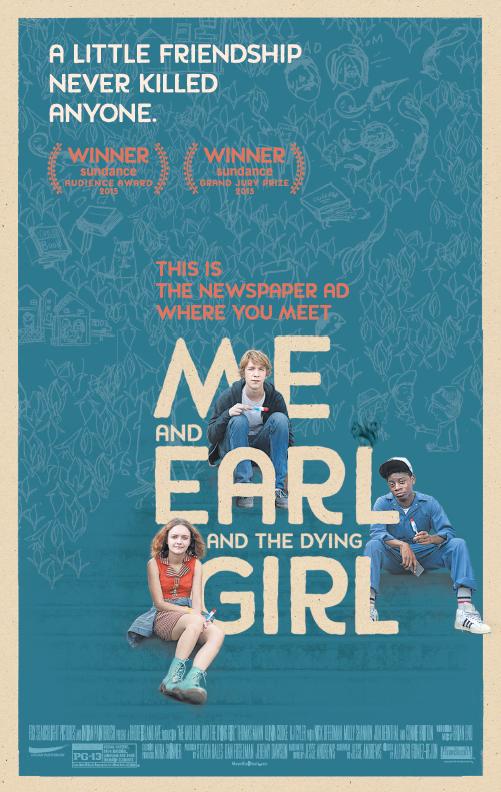 A LITTLE FRIENDSHIP
NEVER KILLED
ANYONE.
WINNER
sundance
AUDIENCE AWARD
2015
WINNER
sundance
GRAND JURY PRIZE
2015
THIS IS
THE NEWSPAPER AD
WHERE YOU MEET
ME
AND
EARL
AND THE DYING
GIRL
PG-13